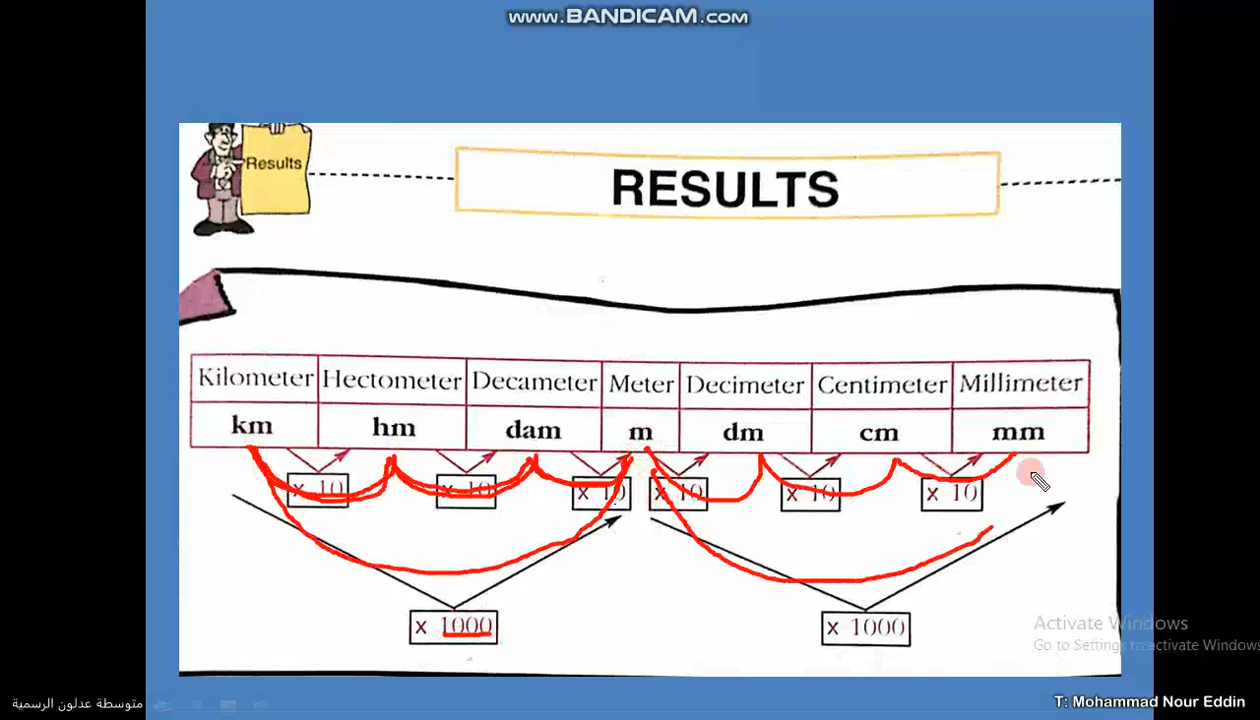 WWW.BANDICAM.COM
Results
RESULTS
Kilometer Hectometer Decameter Meter Decimeter Centimeter Millimeter
km hm dam m dm cm mm
x 10 x 10 x 10 x 10 x 10 x 10
x 1000 x 1000
Activate Windows
Go to Settings to activate Windows
متوسطة عدلون الرسمية
T: Mohammad Nour Eddin